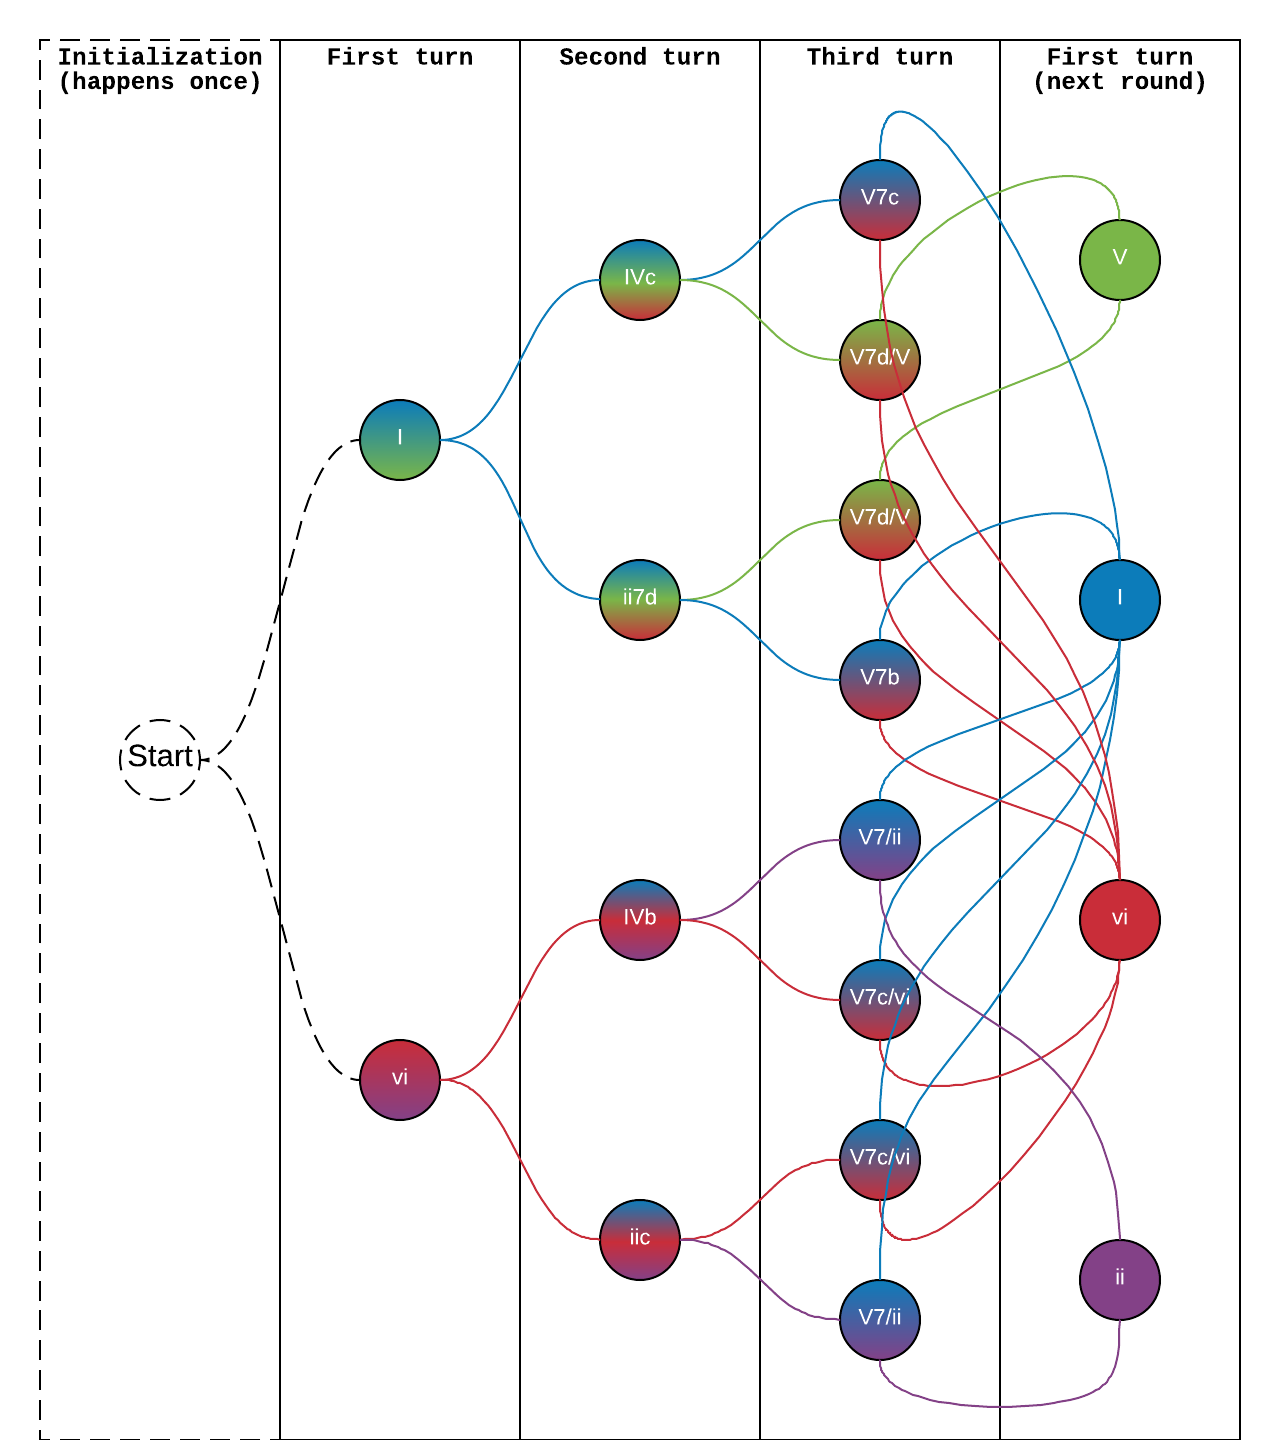 Initialization
(happens once)
First turn
Second turn
Third turn
First turn
(next round)
Start
I
vi
IVc
ii7d
IVb
iic
V7c
V7d/V
V7d/V
V7b
V7/ii
V7c/vi
V7c/vi
V7/ii
V
I
vi
ii